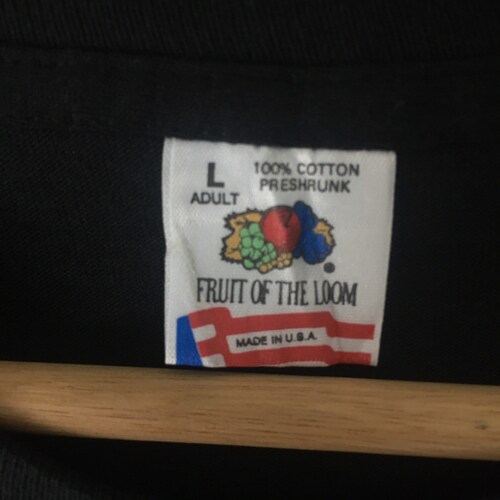 L
ADULT
100% COTTON
PRESHRUNK
FRUIT OF THE LOOM
MADE IN U.S.A.